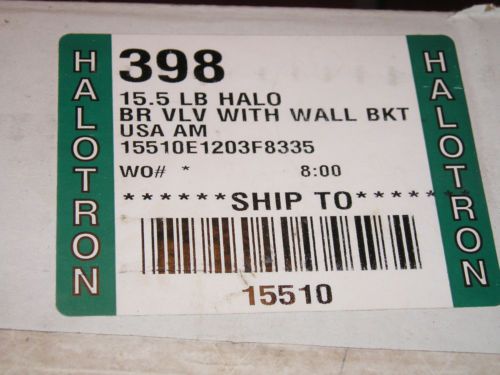 HALOTRON
398
15.5 LB HALO
BR VLV WITH WALL BKT
USA AM
15510E1203F8335
WO# * 8:00
******SHIP TO******
15510
HALOTRON